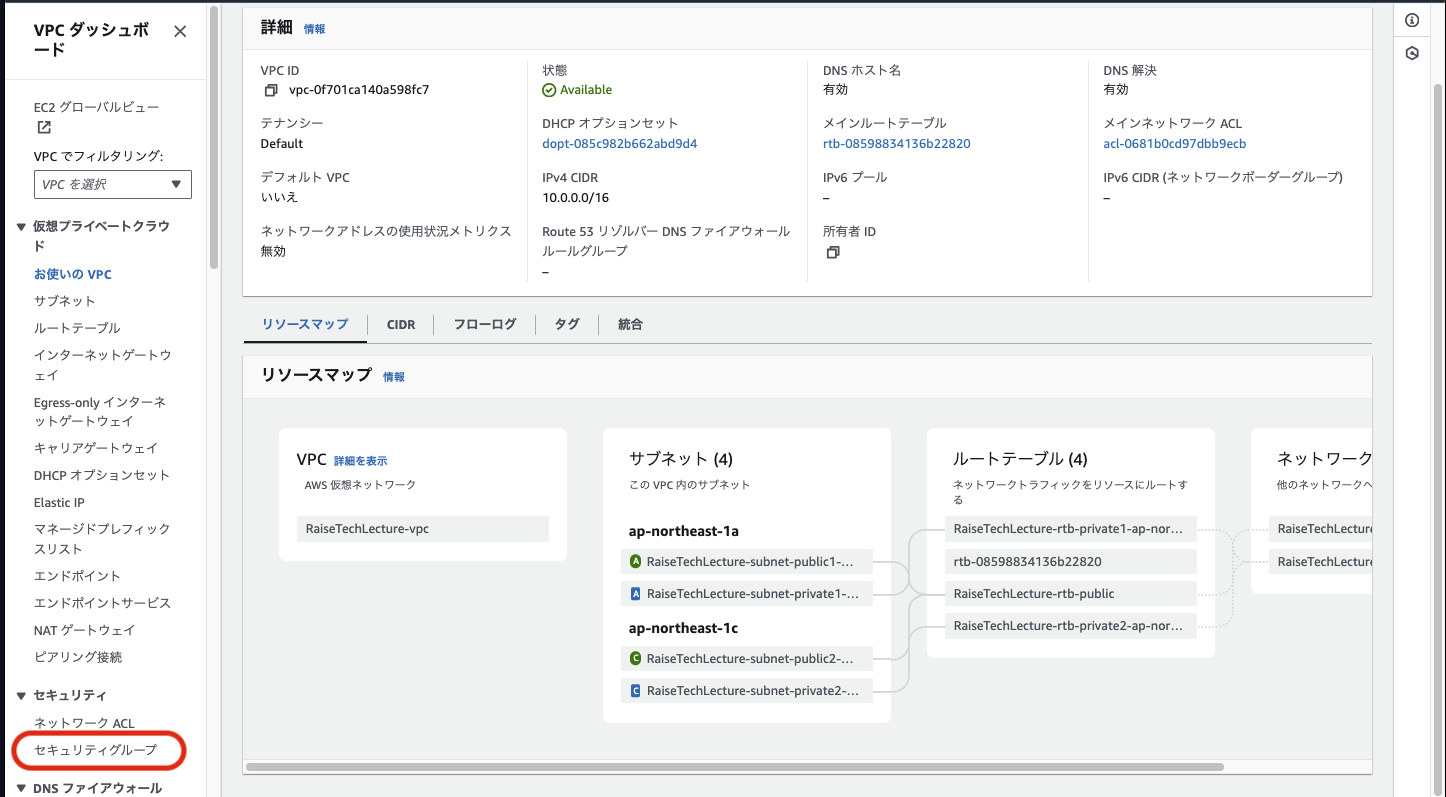 VPC ダッシュボ
ード
EC2 グローバルビュー
VPC でフィルタリング:
VPC を選択
仮想プライベートクラウ
ド
お使いの VPC
サブネット
ルートテーブル
インターネットゲートウ
ェイ
Egress-only インターネ
ットゲートウェイ
キャリアゲートウェイ
DHCP オプションセット
Elastic IP
マネージドプレフィック
スリスト
エンドポイント
エンドポイントサービス
NAT ゲートウェイ
ピアリング接続
セキュリティ
ネットワーク ACL
セキュリティグループ
DNS ファイアウォール
詳細 情報
VPC ID
vpc-0f701ca140a598fc7
状態
Available
DNS ホスト名
有効
DNS 解決
有効
テナンシー
Default
DHCP オプションセット
dopt-085c982b662abd9d4
メインルートテーブル
rtb-08598834136b22820
メインネットワーク ACL
acl-0681b0cd97dbb9ecb
デフォルト VPC
いいえ
IPv4 CIDR
10.0.0.0/16
IPv6 プール
–
IPv6 CIDR (ネットワークボーダーグループ)
–
ネットワークアドレスの使用状況メトリクス
無効
Route 53 リゾルバー DNS ファイアウォール
ルールグループ
–
所有者 ID
リソースマップ CIDR フローログ タグ 統合
リソースマップ 情報
VPC 詳細を表示
AWS 仮想ネットワーク
RaiseTechLecture-vpc
サブネット (4)
この VPC 内のサブネット
ap-northeast-1a
A RaiseTechLecture-subnet-public1-...
A RaiseTechLecture-subnet-private1-...
ap-northeast-1c
C RaiseTechLecture-subnet-public2-...
C RaiseTechLecture-subnet-private2-...
ルートテーブル (4)
ネットワークトラフィックをリソースにルートす
る
RaiseTechLecture-rtb-private1-ap-nor...
rtb-08598834136b22820
RaiseTechLecture-rtb-public
RaiseTechLecture-rtb-private2-ap-nor...
ネットワーク
他のネットワークへ
RaiseTechLecture
RaiseTechLecture